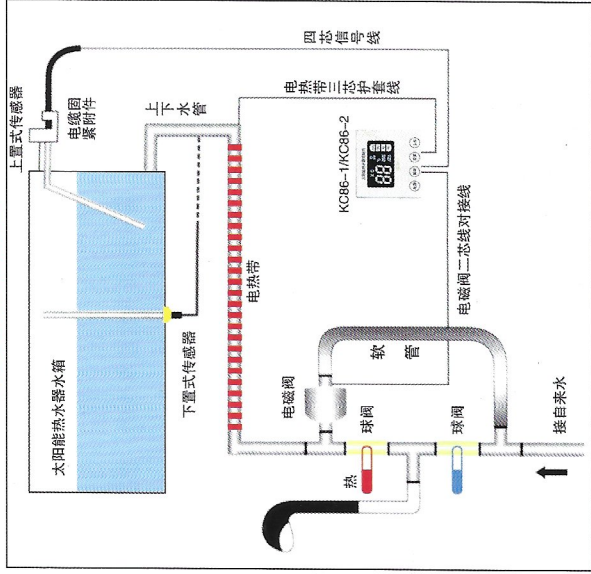 四芯信号线
上置式传感器
电缆固
紧附件
上下水管
电热带三芯护套线
KC86-1/KC86-2
88
太阳能热水器水箱
下置式传感器
电热带
电磁阀二芯线对接线
软管
电磁阀
球阀
热
球阀
接自来水